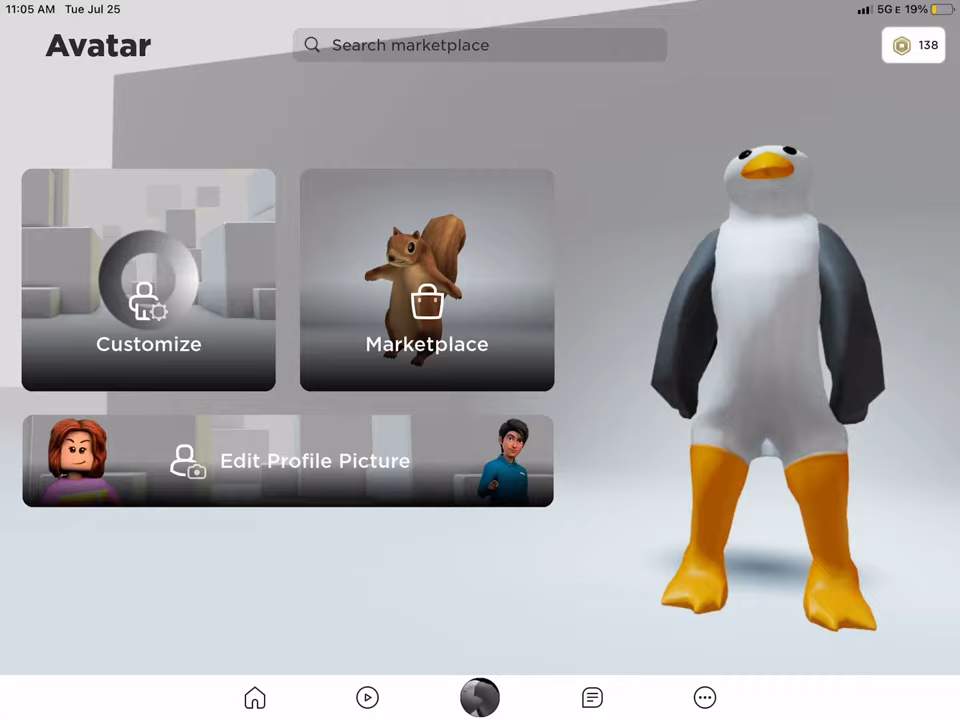 11:05 AM Tue Jul 25
5G E 19%
Avatar
Search marketplace
138
Customize
Marketplace
Edit Profile Picture